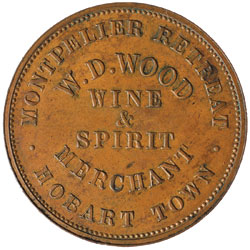 MONTPELIER RETREAT
W.D.WOOD
WINE
&
SPIRIT
MERCHANT
· HOBART TOWN ·